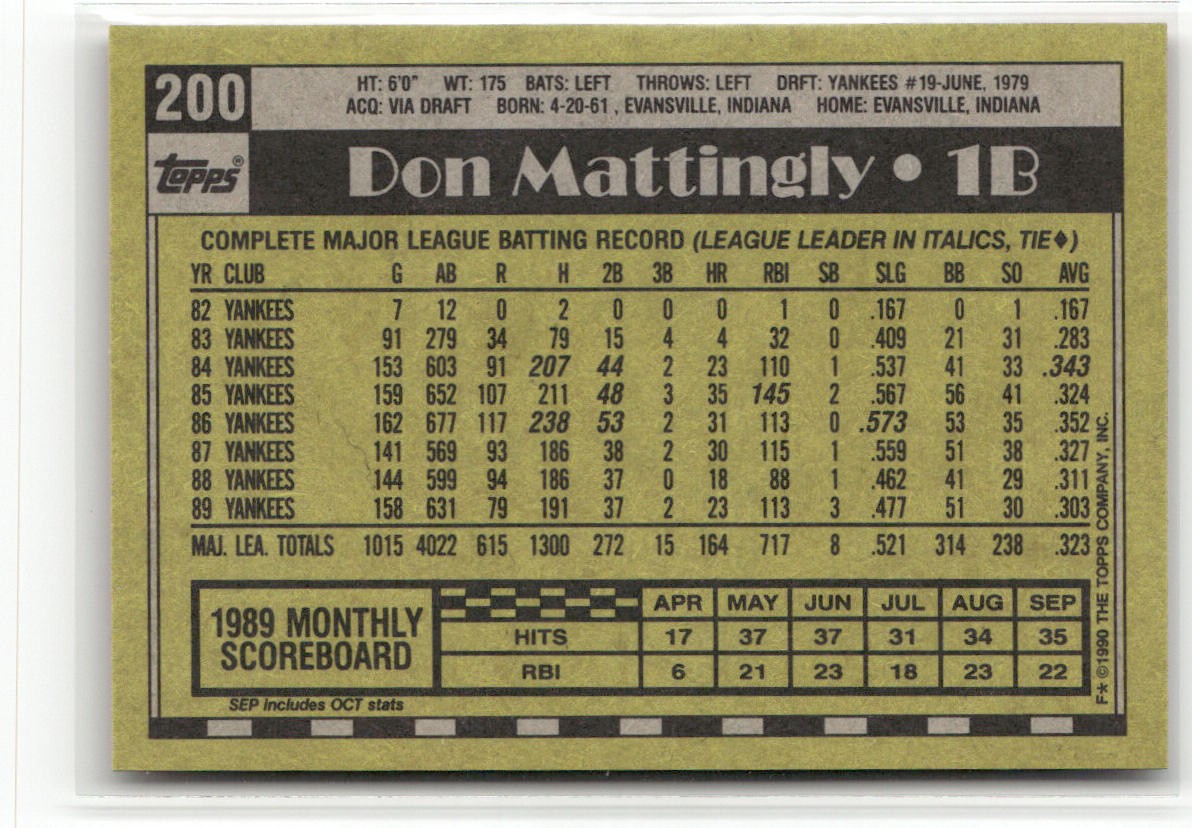 200
HT: 6'0" WT: 175 BATS: LEFT THROWS: LEFT DRFT: YANKEES #19-JUNE, 1979
ACQ: VIA DRAFT BORN: 4-20-61 , EVANSVILLE, INDIANA HOME: EVANSVILLE, INDIANA
topps®
Don Mattingly • 1B
COMPLETE MAJOR LEAGUE BATTING RECORD (LEAGUE LEADER IN ITALICS, TIE♦)
YR CLUB G AB R H 2B 3B HR RBI SB SLG BB SO AVG
82 YANKEES 7 12 0 2 0 0 0 1 0 .167 0 1 .167
83 YANKEES 91 279 34 79 15 4 4 32 0 .409 21 31 .283
84 YANKEES 153 603 91 207 44 2 23 110 1 .537 41 33 .343
85 YANKEES 159 652 107 211 48 3 35 145 2 .567 56 41 .324
86 YANKEES 162 677 117 238 53 2 31 113 0 .573 53 35 .352
87 YANKEES 141 569 93 186 38 2 30 115 1 .559 51 38 .327
88 YANKEES 144 599 94 186 37 0 18 88 1 .462 41 29 .311
89 YANKEES 158 631 79 191 37 2 23 113 3 .477 51 30 .303
MAJ. LEA. TOTALS 1015 4022 615 1300 272 15 164 717 8 .521 314 238 .323
1989 MONTHLY
SCOREBOARD
APR MAY JUN JUL AUG SEP
HITS 17 37 37 31 34 35
RBI 6 21 23 18 23 22
SEP includes OCT stats
F* ©1990 THE TOPPS COMPANY, INC.